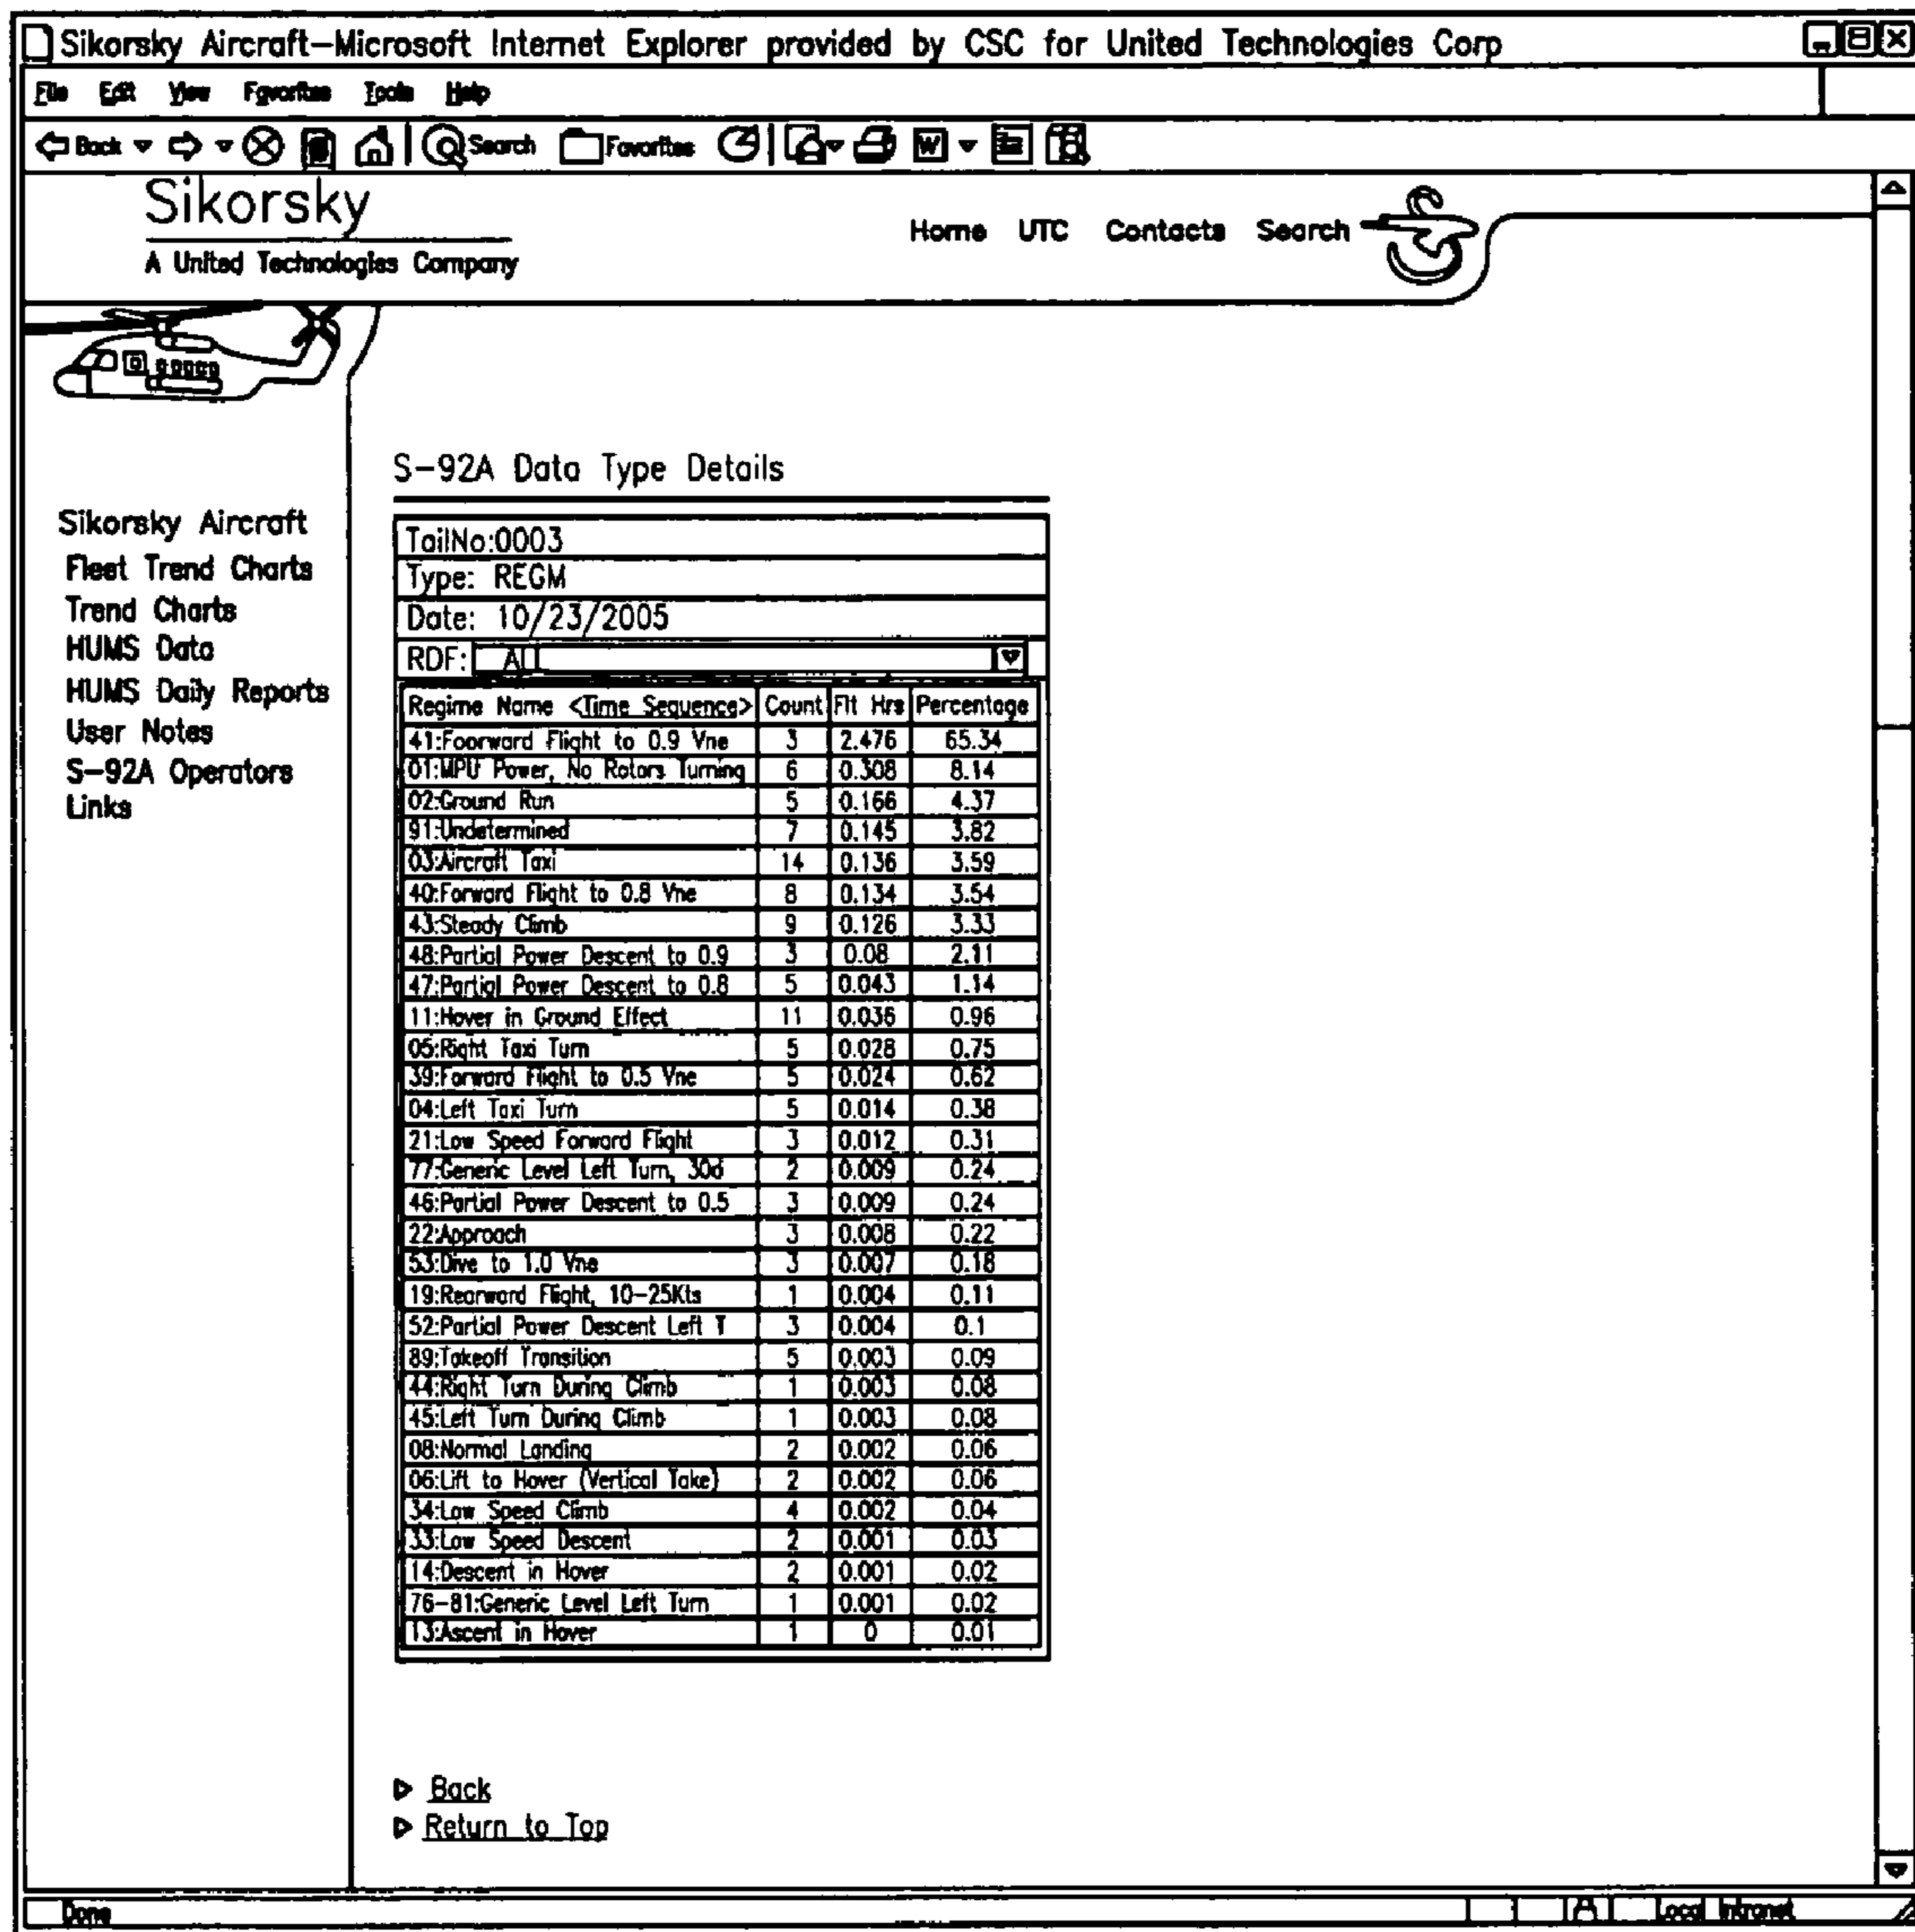 Sikorsky Aircraft-Microsoft Internet Explorer provided by CSC for United Technologies Corp
File Edit View Favorites Tools Help
Back Search Favorites W
Sikorsky
A United Technologies Company
Home UTC Contacts Search
Sikorsky Aircraft
Fleet Trend Charts
Trend Charts
HUMS Data
HUMS Daily Reports
User Notes
S-92A Operators
Links
S-92A Data Type Details
TailNo:0003
Type: REGM
Date: 10/23/2005
RDF: ALL
Regime Name <Time Sequence> Count Flt Hrs Percentage
41:Foorward Flight to 0.9 Vne 3 2.476 65.34
01:MPU Power, No Rotors Turning 6 0.308 8.14
02:Ground Run 5 0.166 4.37
91:Undetermined 7 0.145 3.82
03:Aircraft Taxi 14 0.136 3.59
40:Forward Flight to 0.8 Vne 8 0.134 3.54
43:Steady Climb 9 0.126 3.33
48:Partial Power Descent to 0.9 3 0.08 2.11
47:Partial Power Descent to 0.8 5 0.043 1.14
11:Hover in Ground Effect 11 0.036 0.96
05:Right Taxi Turn 5 0.028 0.75
39:Forward Flight to 0.5 Vne 5 0.024 0.62
04:Left Taxi Turn 5 0.014 0.38
21:Low Speed Forward Flight 3 0.012 0.31
77:Generic Level Left Turn, 30d 2 0.009 0.24
46:Partial Power Descent to 0.5 3 0.009 0.24
22:Approach 3 0.008 0.22
53:Dive to 1.0 Vne 3 0.007 0.18
19:Rearward Flight, 10-25Kts 1 0.004 0.11
52:Partial Power Descent Left T 3 0.004 0.1
89:Takeoff Transition 5 0.003 0.09
44:Right Turn During Climb 1 0.003 0.08
45:Left Turn During Climb 1 0.003 0.08
08:Normal Landing 2 0.002 0.06
06:Lift to Hover (Vertical Take) 2 0.002 0.06
34:Low Speed Climb 4 0.002 0.04
33:Low Speed Descent 2 0.001 0.03
14:Descent in Hover 2 0.001 0.02
76-81:Generic Level Left Turn 1 0.001 0.02
13:Ascent in Hover 1 0 0.01
Back
Return to Top
Done Local Intranet